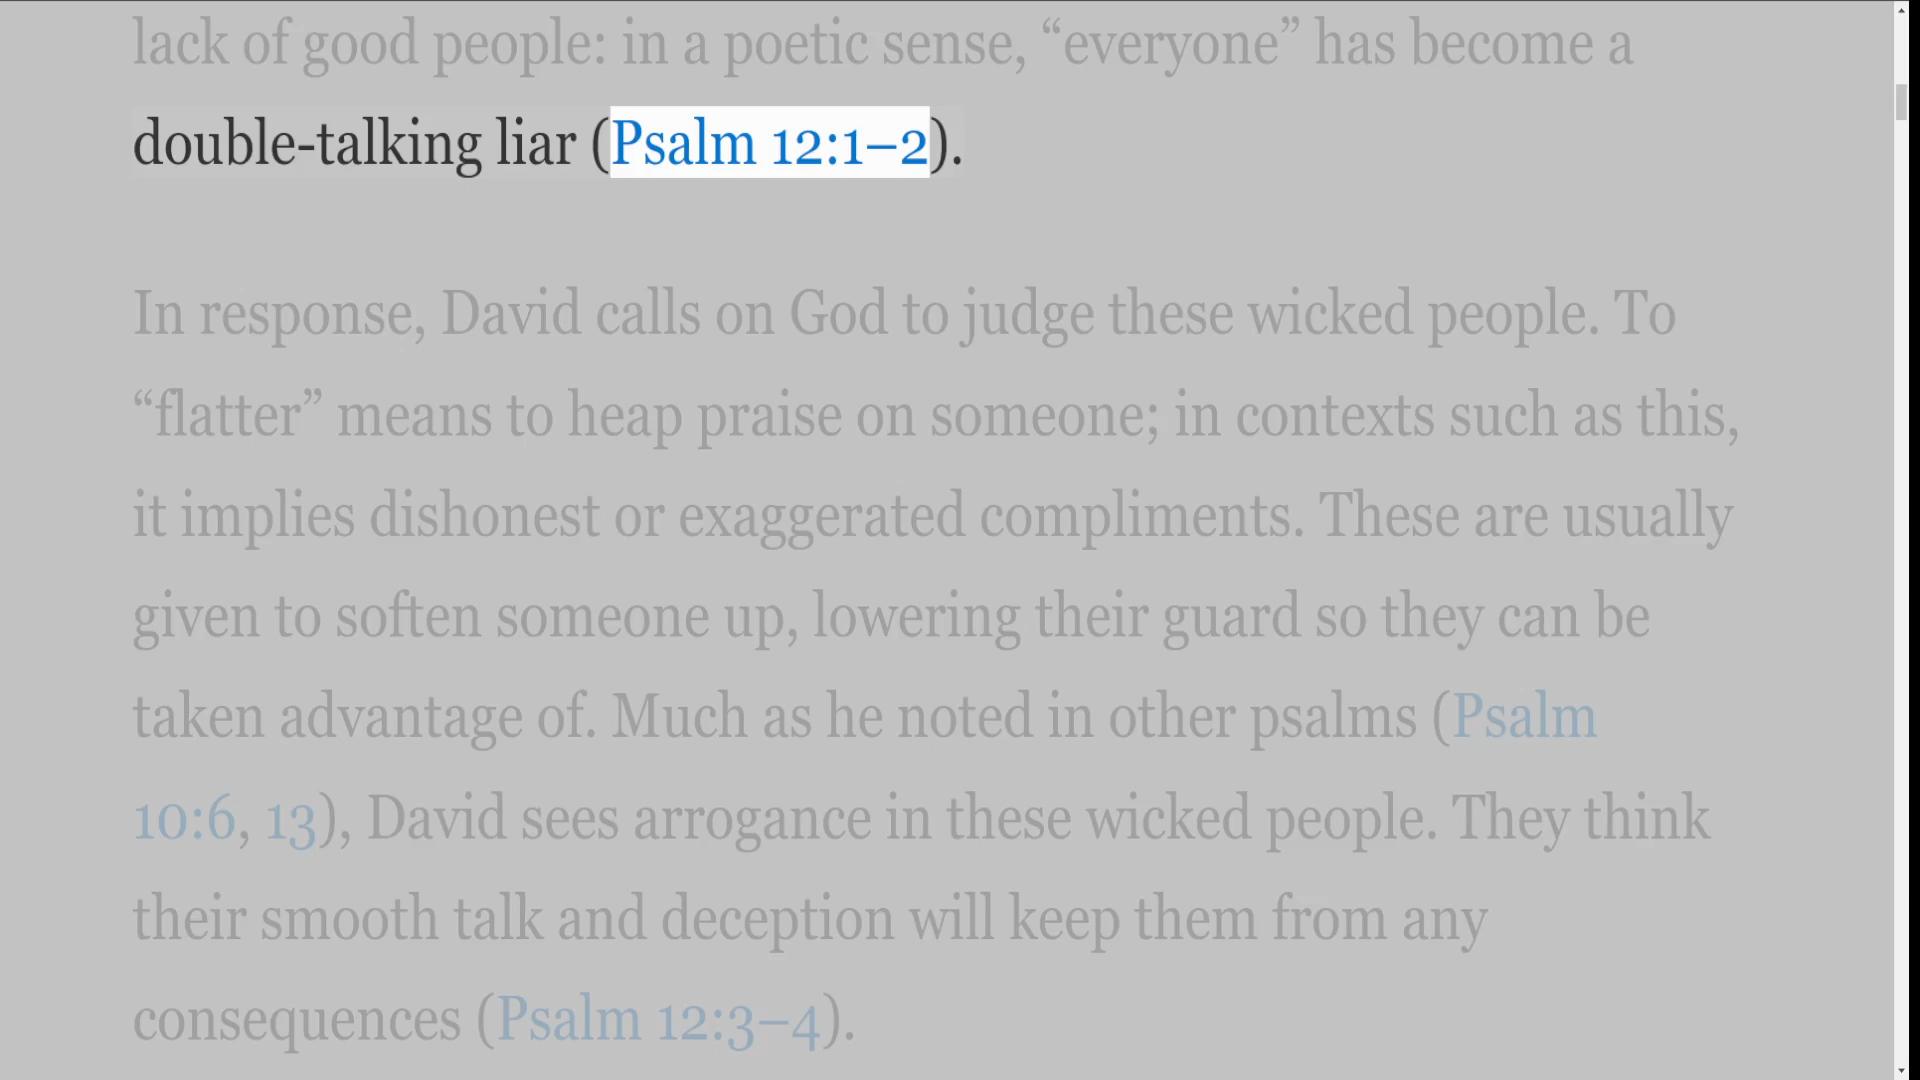 lack of good people: in a poetic sense, “everyone” has become a
double-talking liar (Psalm 12:1–2).
In response, David calls on God to judge these wicked people. To
“flatter” means to heap praise on someone; in contexts such as this,
it implies dishonest or exaggerated compliments. These are usually
given to soften someone up, lowering their guard so they can be
taken advantage of. Much as he noted in other psalms (Psalm
10:6, 13), David sees arrogance in these wicked people. They think
their smooth talk and deception will keep them from any
consequences (Psalm 12:3–4).